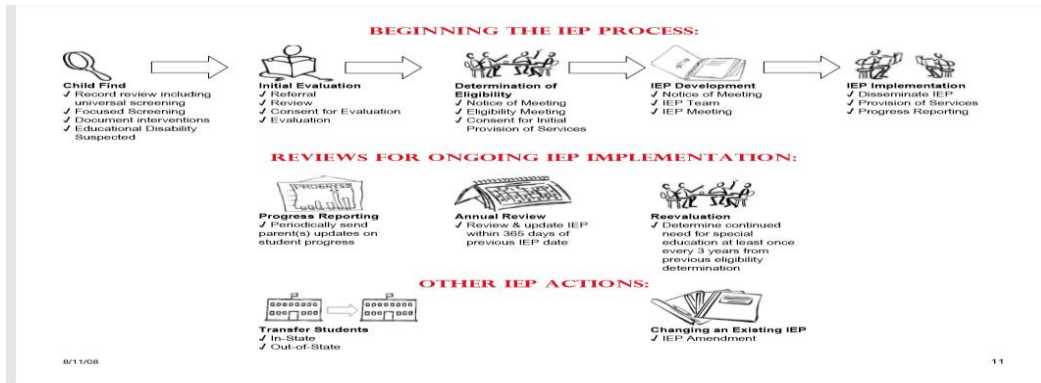 BEGINNING THE IEP PROCESS:
Child Find
✓ Record review including
universal screening
✓ Focused Screening
✓ Document interventions
✓ Educational Disability
Suspected
Initial Evaluation
✓ Referral
✓ Review
✓ Consent for Evaluation
✓ Evaluation
Determination of
Eligibility
✓ Notice of Meeting
✓ Eligibility Meeting
✓ Consent for Initial
Provision of Services
IEP Development
✓ Notice of Meeting
✓ IEP Team
✓ IEP Meeting
IEP Implementation
✓ Disseminate IEP
✓ Provision of Services
✓ Progress Reporting
REVIEWS FOR ONGOING IEP IMPLEMENTATION:
PROGRESS
Progress Reporting
✓ Periodically send
parent(s) updates on
student progress
Annual Review
✓ Review & update IEP
within 365 days of
previous IEP date
Reevaluation
✓ Determine continued
need for special
education at least once
every 3 years from
previous eligibility
determination
OTHER IEP ACTIONS:
Transfer Students
✓ In-State
✓ Out-of-State
Changing an Existing IEP
✓ IEP Amendment
8/11/08
11